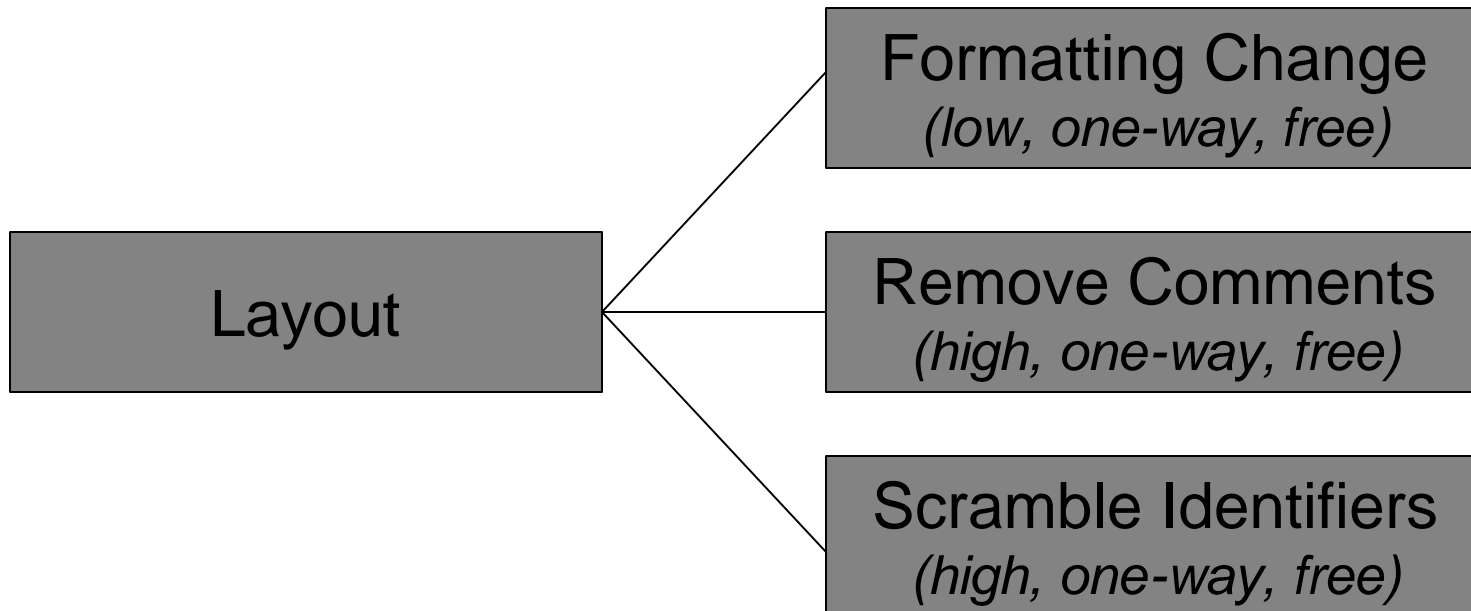 Formatting Change
(low, one-way, free)
Layout
Remove Comments
(high, one-way, free)
Scramble Identifiers
(high, one-way, free)